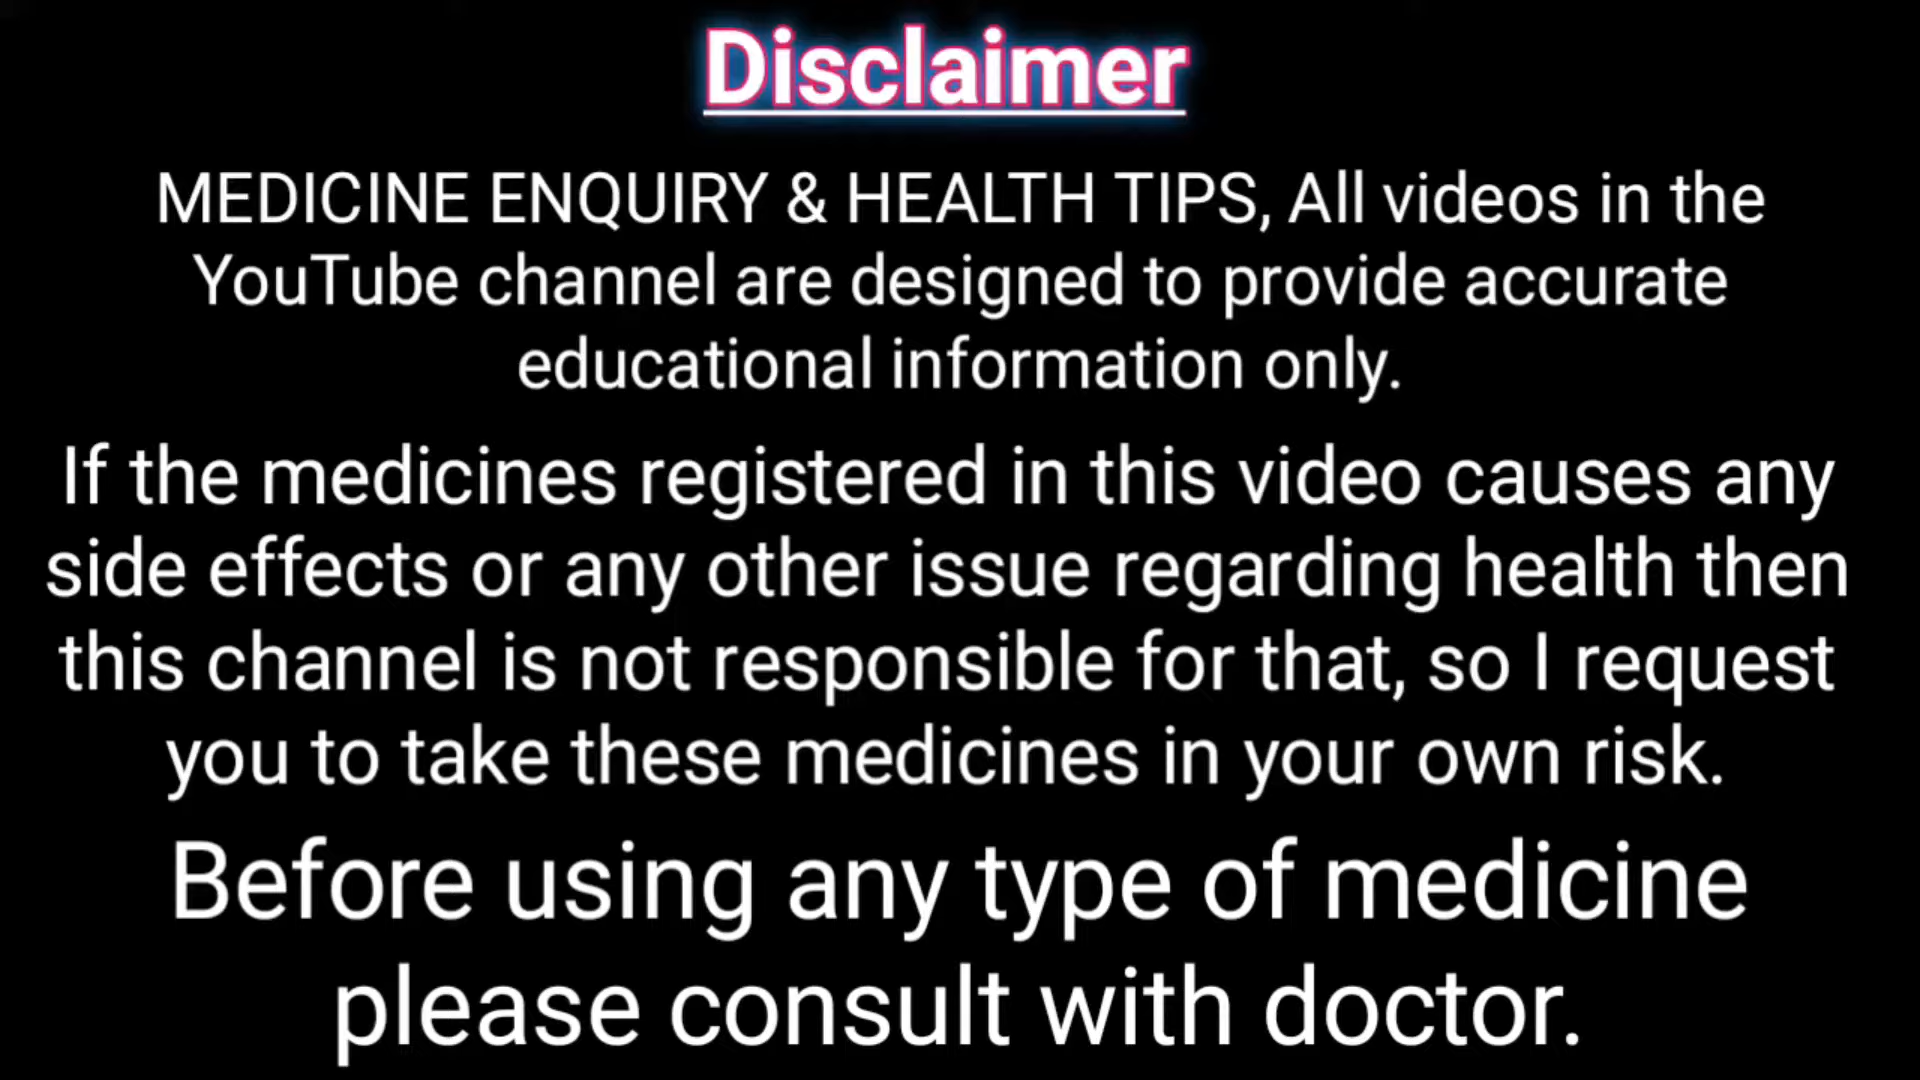 Disclaimer
MEDICINE ENQUIRY & HEALTH TIPS, All videos in the
YouTube channel are designed to provide accurate
educational information only.
If the medicines registered in this video causes any
side effects or any other issue regarding health then
this channel is not responsible for that, so I request
you to take these medicines in your own risk.
Before using any type of medicine
please consult with doctor.